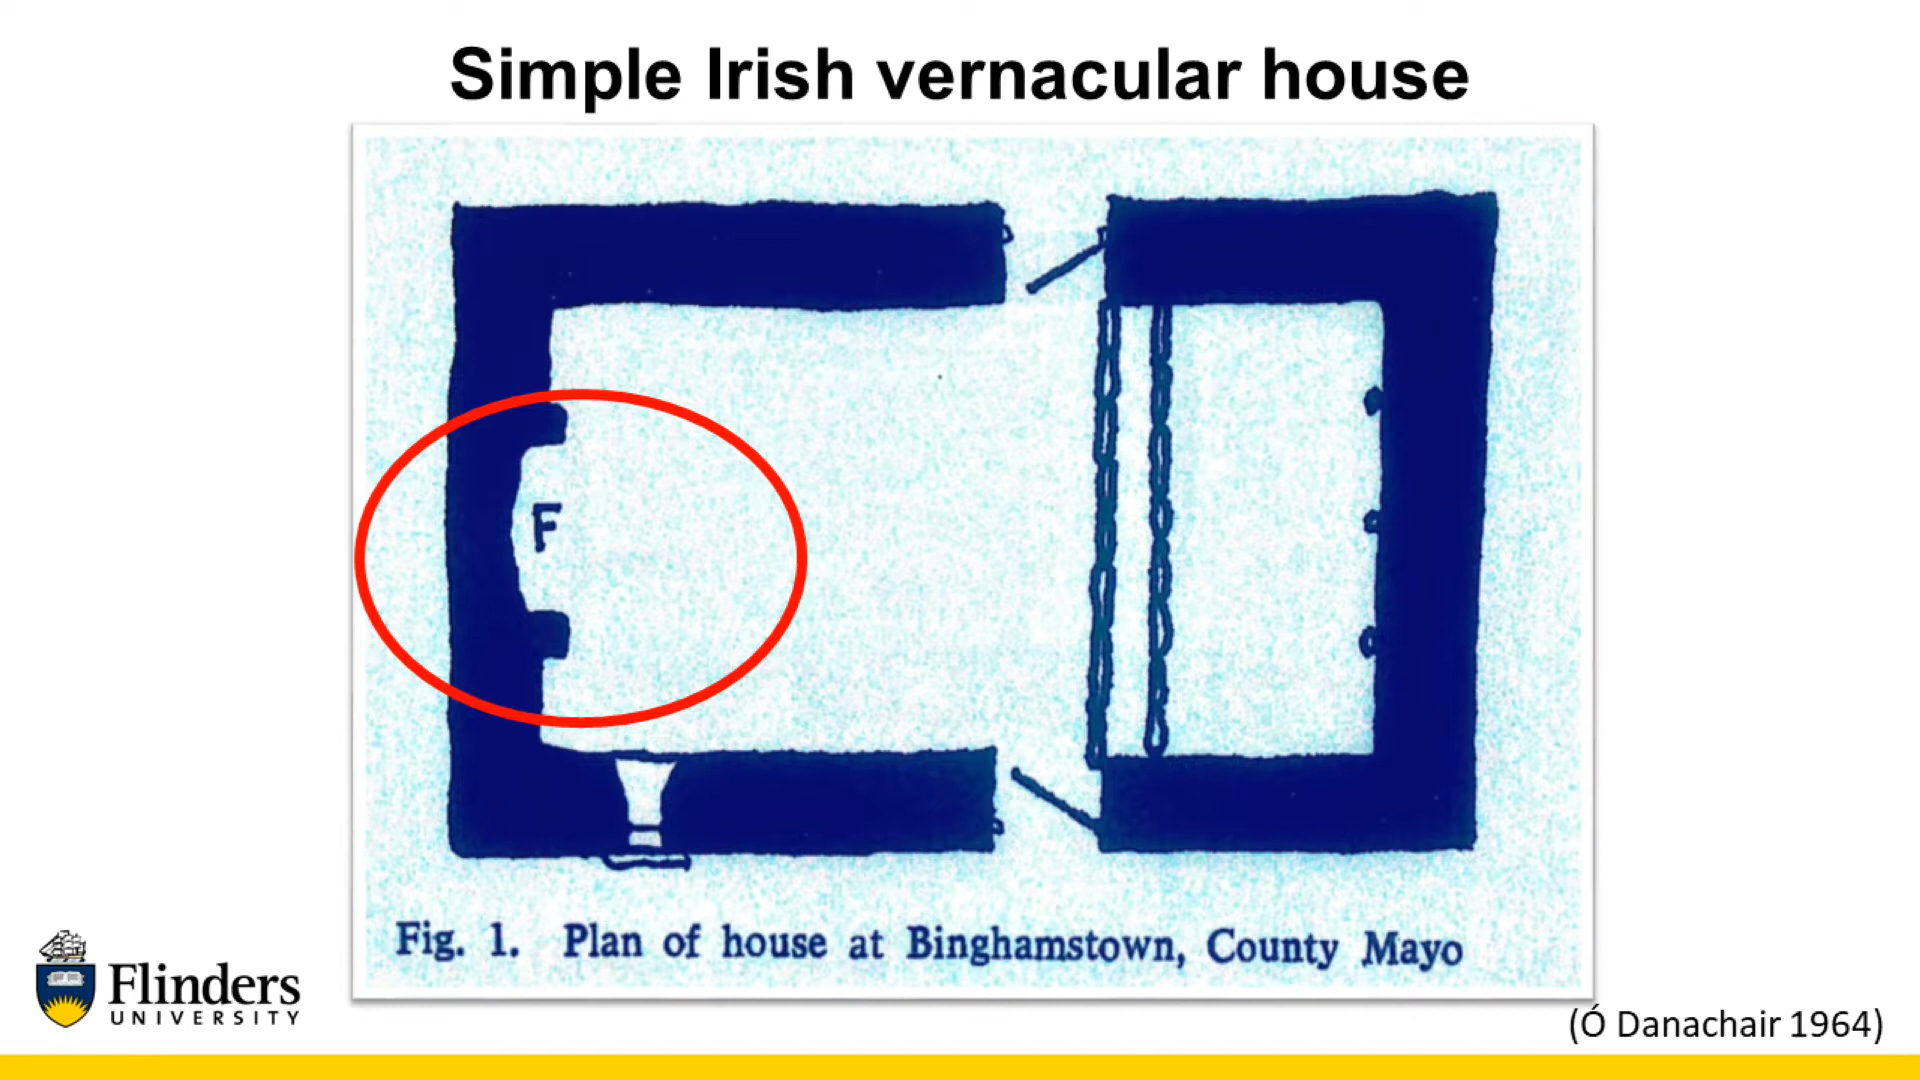 Simple Irish vernacular house
F
Fig. 1. Plan of house at Binghamstown, County Mayo
Flinders
UNIVERSITY
(Ó Danachair 1964)